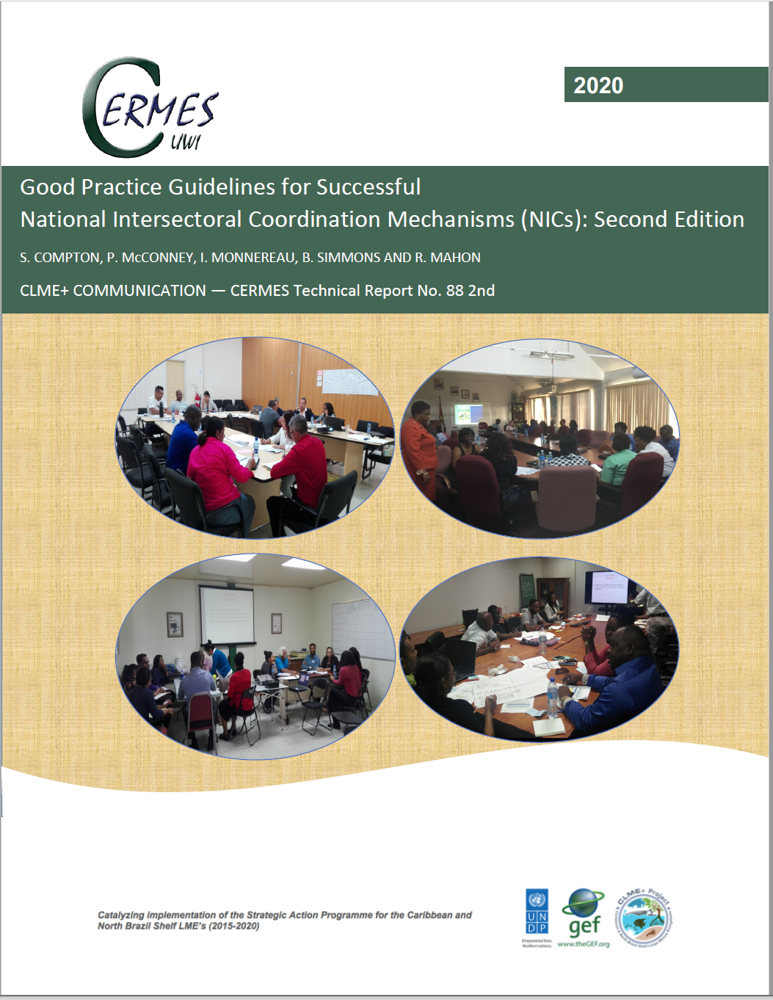 CERMES
UWI
2020
Good Practice Guidelines for Successful
National Intersectoral Coordination Mechanisms (NICs): Second Edition
S. COMPTON, P. McCONNEY, I. MONNEREAU, B. SIMMONS AND R. MAHON
CLME+ COMMUNICATION — CERMES Technical Report No. 88 2nd
Catalyzing implementation of the Strategic Action Programme for the Caribbean and
North Brazil Shelf LME's (2015-2020)
UN
DP
Empowered lives.
Resilient nations.
gef
www.theGEF.org
CLME+ Project